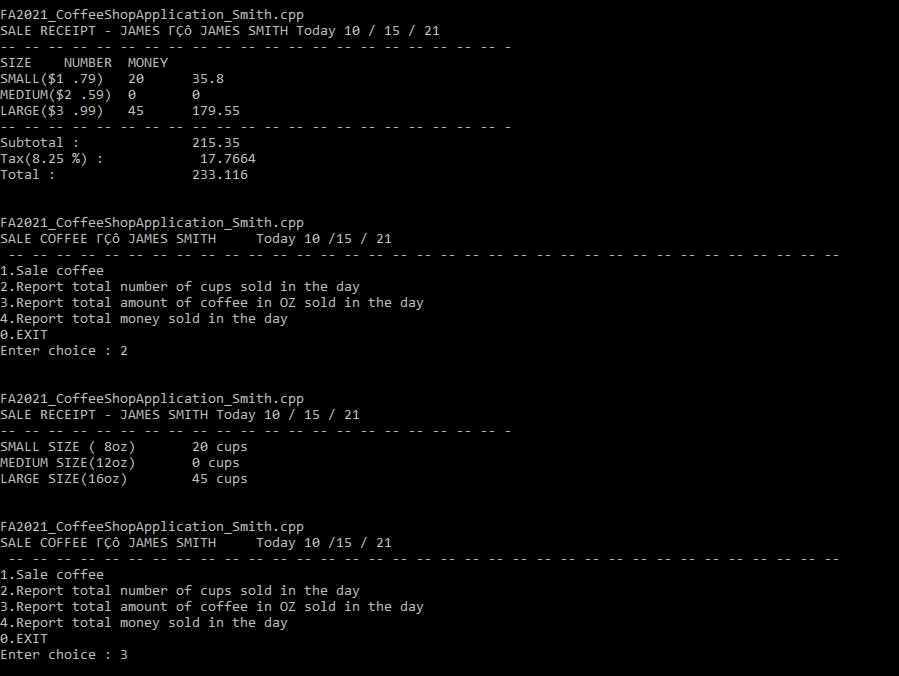 FA2021_CoffeeShopApplication_Smith.cpp
SALE RECEIPT - JAMES ΓÇô JAMES SMITH Today 10 / 15 / 21
-- -- -- -- -- -- -- -- -- -- -- -- -- -- -- -- -- -- -- -- -- -
SIZE    NUMBER  MONEY
SMALL($1 .79)   20      35.8
MEDIUM($2 .59)  0       0
LARGE($3 .99)   45      179.55
-- -- -- -- -- -- -- -- -- -- -- -- -- -- -- -- -- -- -- -- -- -
Subtotal :              215.35
Tax(8.25 %) :            17.7664
Total :                 233.116
FA2021_CoffeeShopApplication_Smith.cpp
SALE COFFEE ΓÇô JAMES SMITH     Today 10 /15 / 21
 -- -- -- -- -- -- -- -- -- -- -- -- -- -- -- -- -- -- -- -- -- -- -- -- -- -- -- -- -- -- -- -- -- -- --
1.Sale coffee
2.Report total number of cups sold in the day
3.Report total amount of coffee in OZ sold in the day
4.Report total money sold in the day
0.EXIT
Enter choice : 2
FA2021_CoffeeShopApplication_Smith.cpp
SALE RECEIPT - JAMES SMITH Today 10 / 15 / 21
-- -- -- -- -- -- -- -- -- -- -- -- -- -- -- -- -- -- -- -- -- -
SMALL SIZE ( 8oz)       20 cups
MEDIUM SIZE(12oz)       0 cups
LARGE SIZE(16oz)        45 cups
FA2021_CoffeeShopApplication_Smith.cpp
SALE COFFEE ΓÇô JAMES SMITH     Today 10 /15 / 21
 -- -- -- -- -- -- -- -- -- -- -- -- -- -- -- -- -- -- -- -- -- -- -- -- -- -- -- -- -- -- -- -- -- -- --
1.Sale coffee
2.Report total number of cups sold in the day
3.Report total amount of coffee in OZ sold in the day
4.Report total money sold in the day
0.EXIT
Enter choice : 3